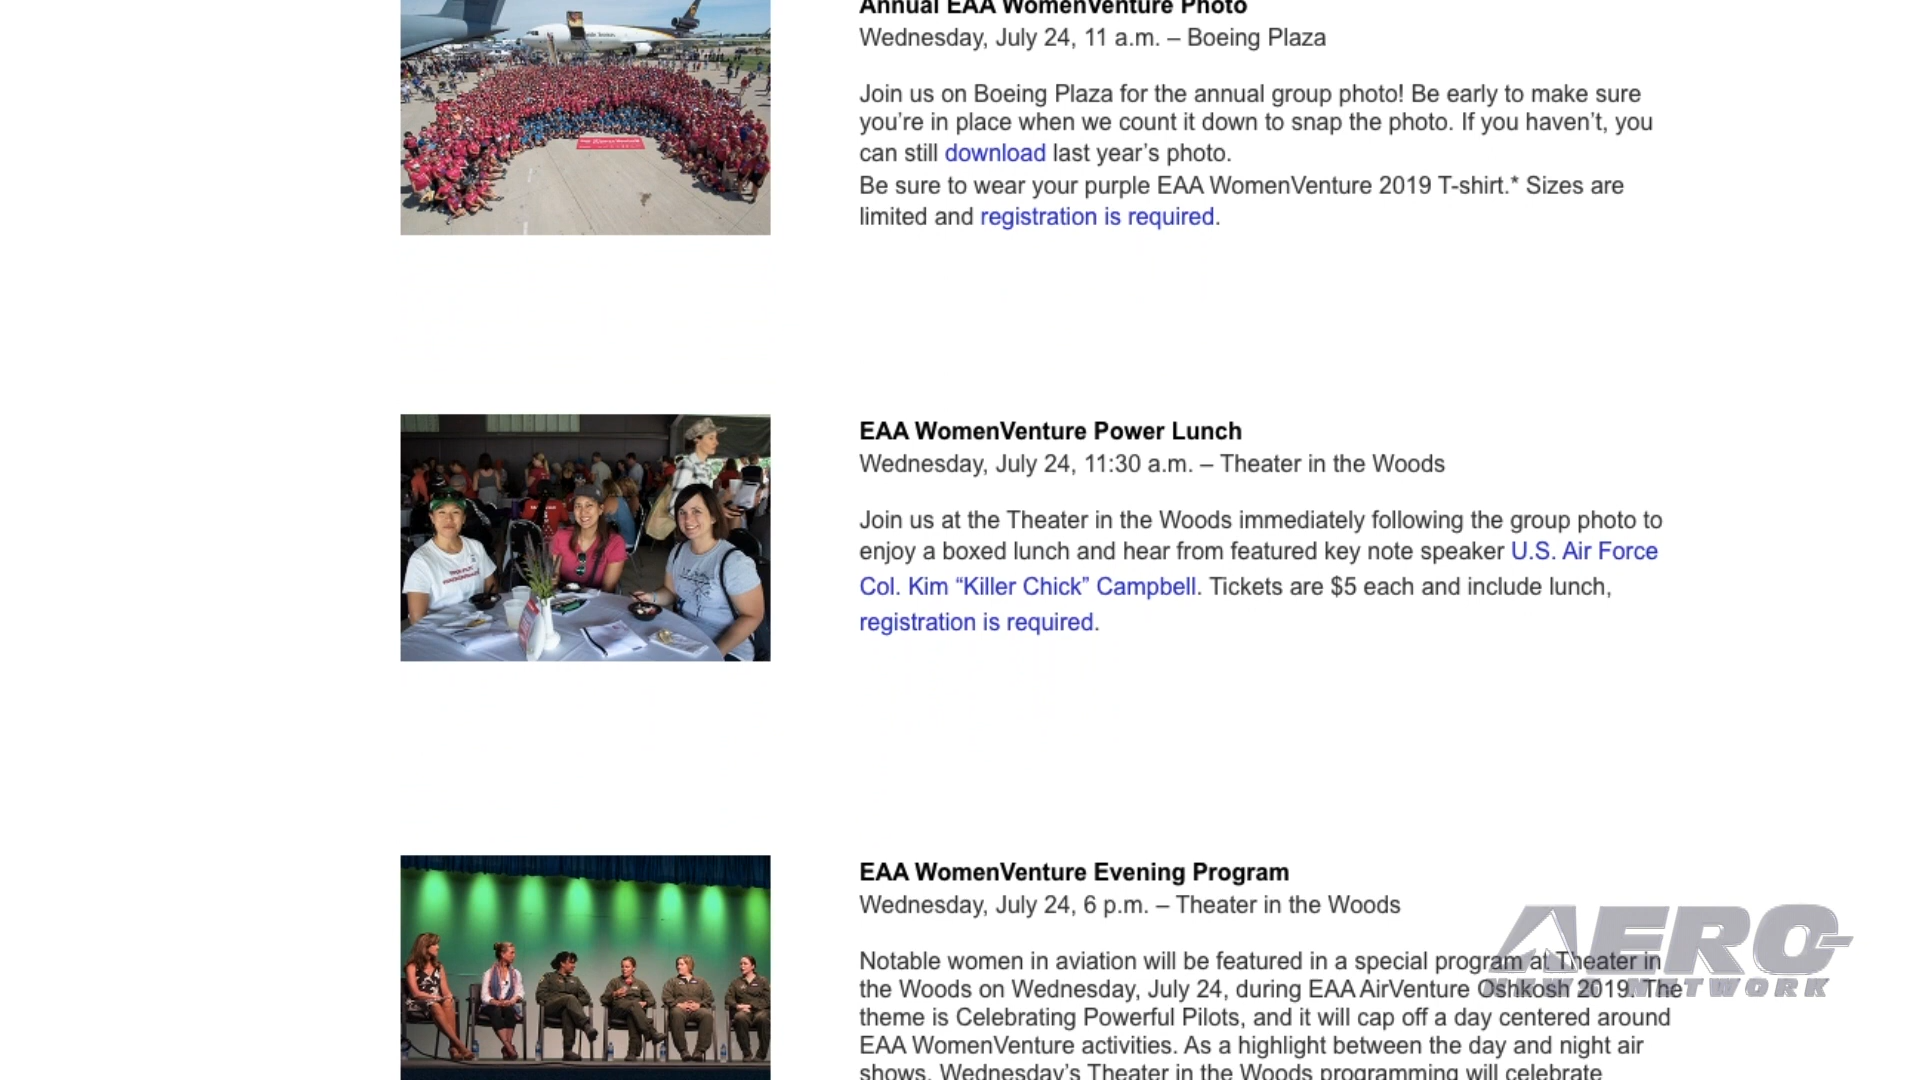 Annual EAA WomenVenture Photo
Wednesday, July 24, 11 a.m. – Boeing Plaza
Join us on Boeing Plaza for the annual group photo! Be early to make sure
you’re in place when we count it down to snap the photo. If you haven’t, you
can still download last year’s photo.
Be sure to wear your purple EAA WomenVenture 2019 T-shirt.* Sizes are
limited and registration is required.
EAA WomenVenture Power Lunch
Wednesday, July 24, 11:30 a.m. – Theater in the Woods
Join us at the Theater in the Woods immediately following the group photo to
enjoy a boxed lunch and hear from featured key note speaker U.S. Air Force
Col. Kim “Killer Chick” Campbell. Tickets are $5 each and include lunch,
registration is required.
EAA WomenVenture Evening Program
Wednesday, July 24, 6 p.m. – Theater in the Woods
Notable women in aviation will be featured in a special program at Theater in
the Woods on Wednesday, July 24, during EAA AirVenture Oshkosh 2019. The
theme is Celebrating Powerful Pilots, and it will cap off a day centered around
EAA WomenVenture activities. As a highlight between the day and night air
shows, Wednesday’s Theater in the Woods programming will celebrate
AERO-
NEWS NETWORK